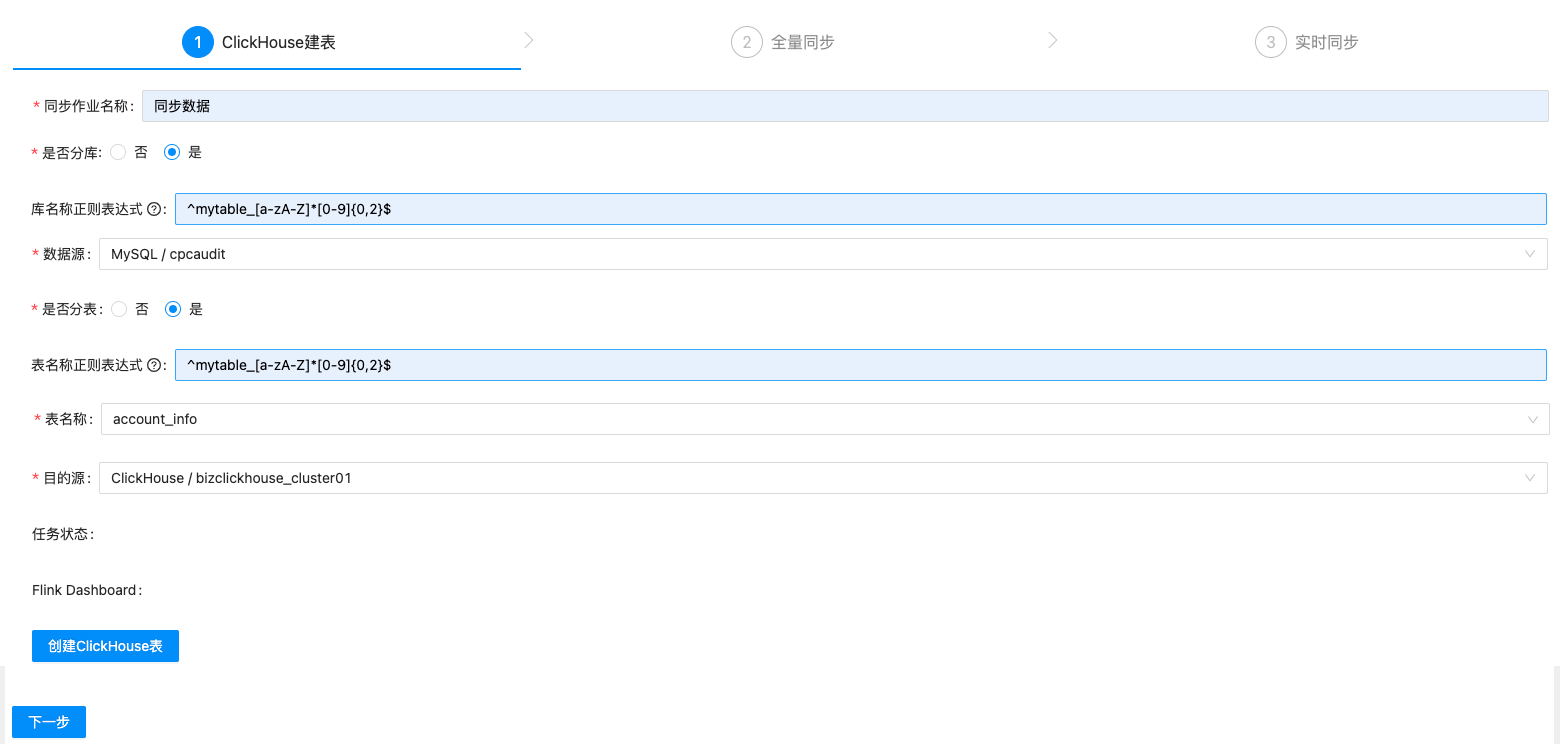 1 ClickHouse建表
2 全量同步
3 实时同步
* 同步作业名称: 同步数据
* 是否分库: 否 是
库名称正则表达式 ?: ^mytable_[a-zA-Z]*[0-9]{0,2}$
* 数据源: MySQL / cpcaudit
* 是否分表: 否 是
表名称正则表达式 ?: ^mytable_[a-zA-Z]*[0-9]{0,2}$
* 表名称: account_info
* 目的源: ClickHouse / bizclickhouse_cluster01
任务状态:
Flink Dashboard:
创建ClickHouse表
下一步